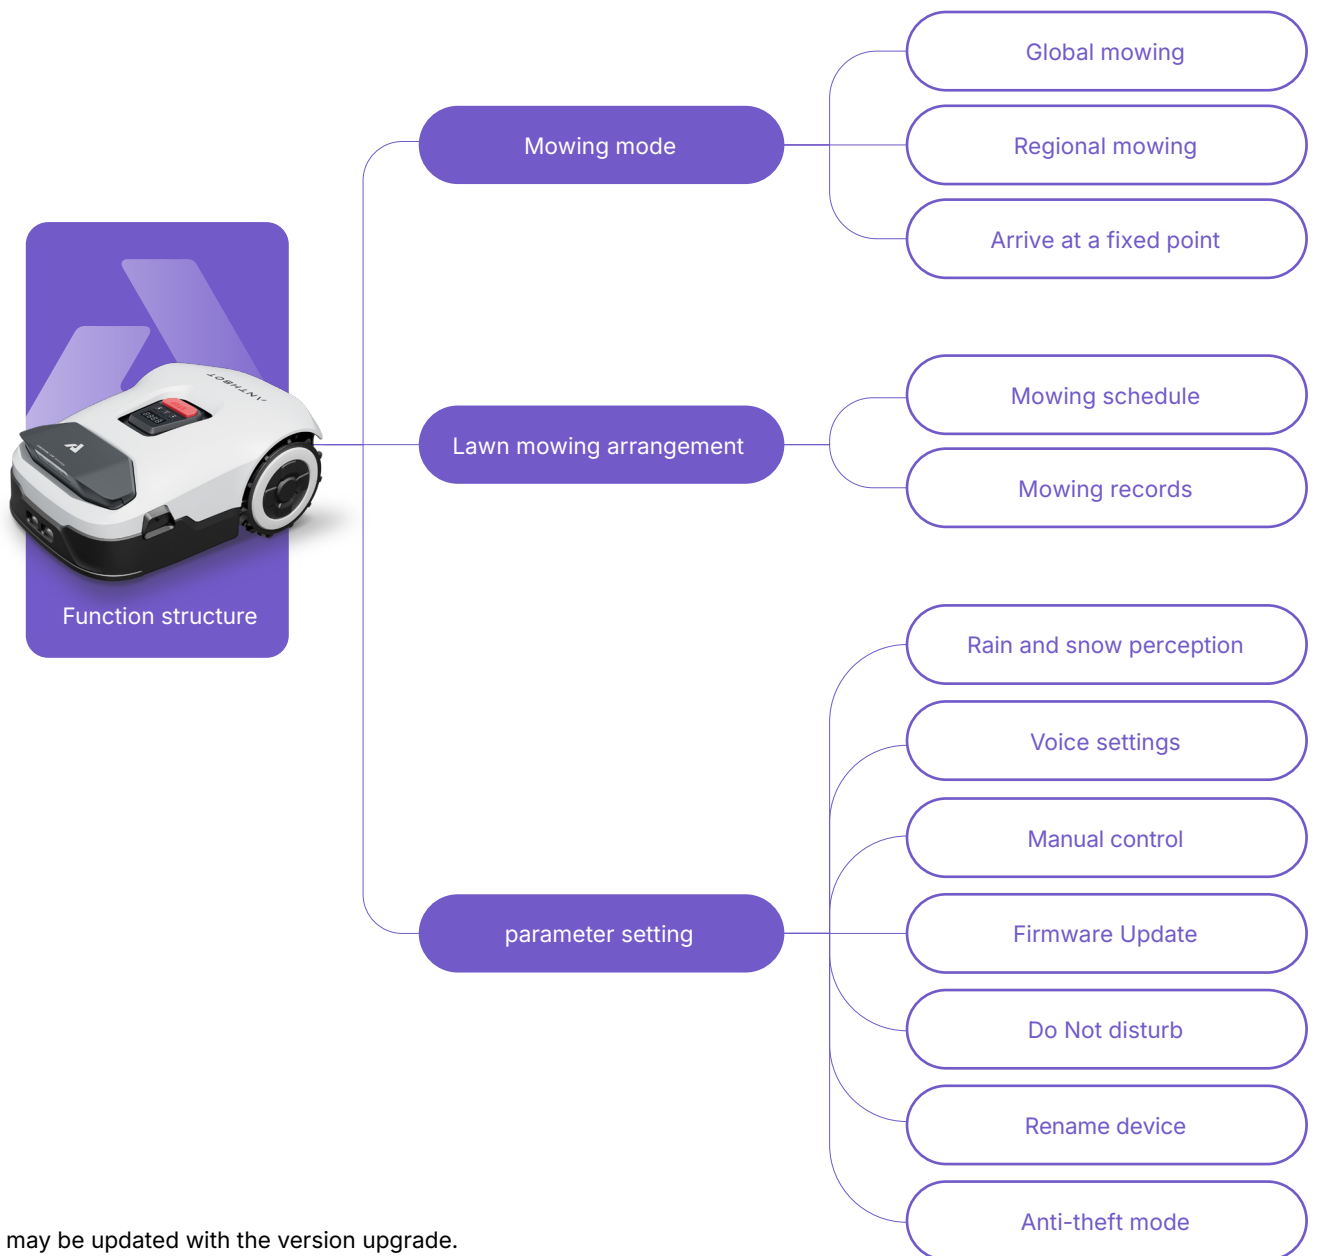 Global mowing
Mowing mode
Regional mowing
Arrive at a fixed point
ANTHBOT
Mowing schedule
Lawn mowing arrangement
Mowing records
Function structure
Rain and snow perception
Voice settings
Manual control
parameter setting
Firmware Update
Do Not disturb
Rename device
Anti-theft mode
may be updated with the version upgrade.